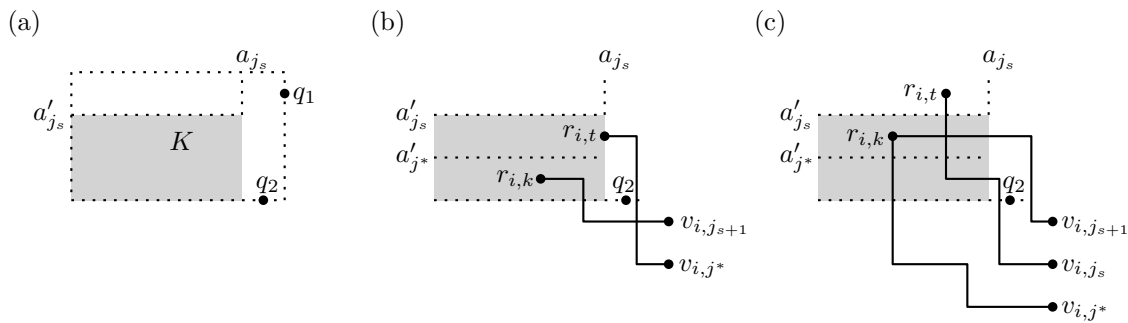 (a)
a_{j_s}
q_1
a'_{j_s}
K
q_2
(b)
a_{j_s}
a'_{j_s}
r_{i,t}
a'_{j*}
r_{i,k}
q_2
v_{i,j_{s+1}}
v_{i,j*}
(c)
a_{j_s}
r_{i,t}
a'_{j_s}
r_{i,k}
a'_{j*}
q_2
v_{i,j_{s+1}}
v_{i,j_s}
v_{i,j*}